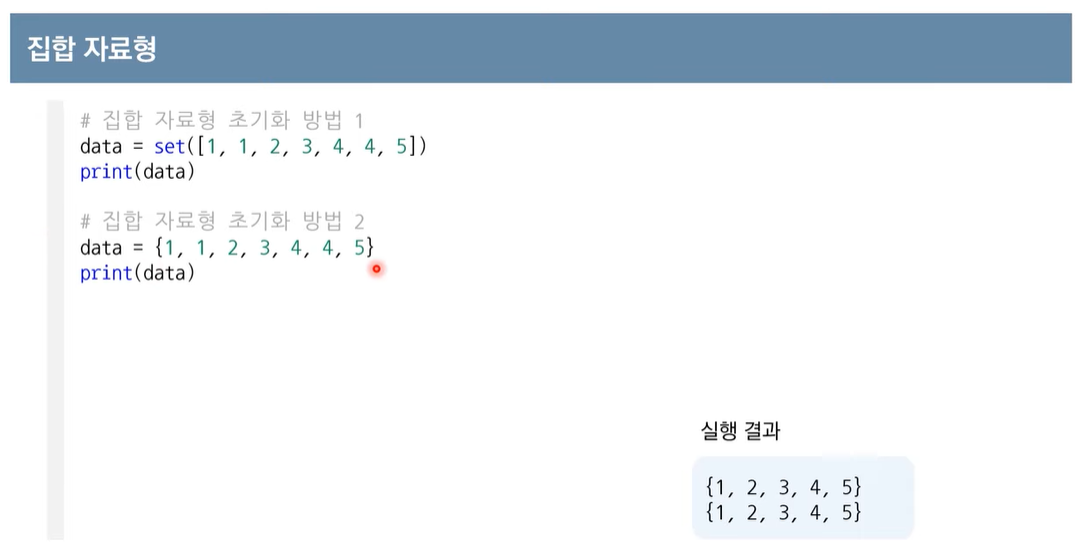 집합 자료형
# 집합 자료형 초기화 방법 1
data = set([1, 1, 2, 3, 4, 4, 5])
print(data)
# 집합 자료형 초기화 방법 2
data = {1, 1, 2, 3, 4, 4, 5}
print(data)
실행 결과
{1, 2, 3, 4, 5}
{1, 2, 3, 4, 5}